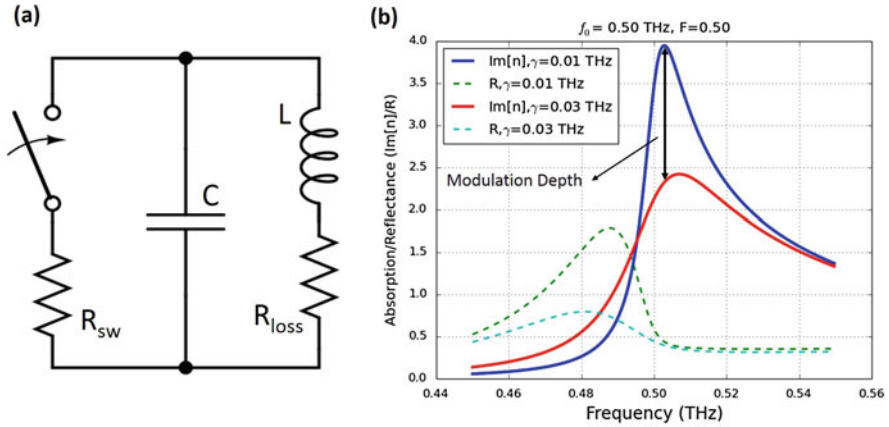 (a)
L
C
R_sw
R_loss
(b)
f₀ = 0.50 THz, F=0.50
Im[n],γ=0.01 THz
R,γ=0.01 THz
Im[n],γ=0.03 THz
R,γ=0.03 THz
Modulation Depth
Absorption/Reflectance (Im[n]/R)
4.0
3.5
3.0
2.5
2.0
1.5
1.0
0.5
0.0
0.44 0.46 0.48 0.50 0.52 0.54 0.56
Frequency (THz)